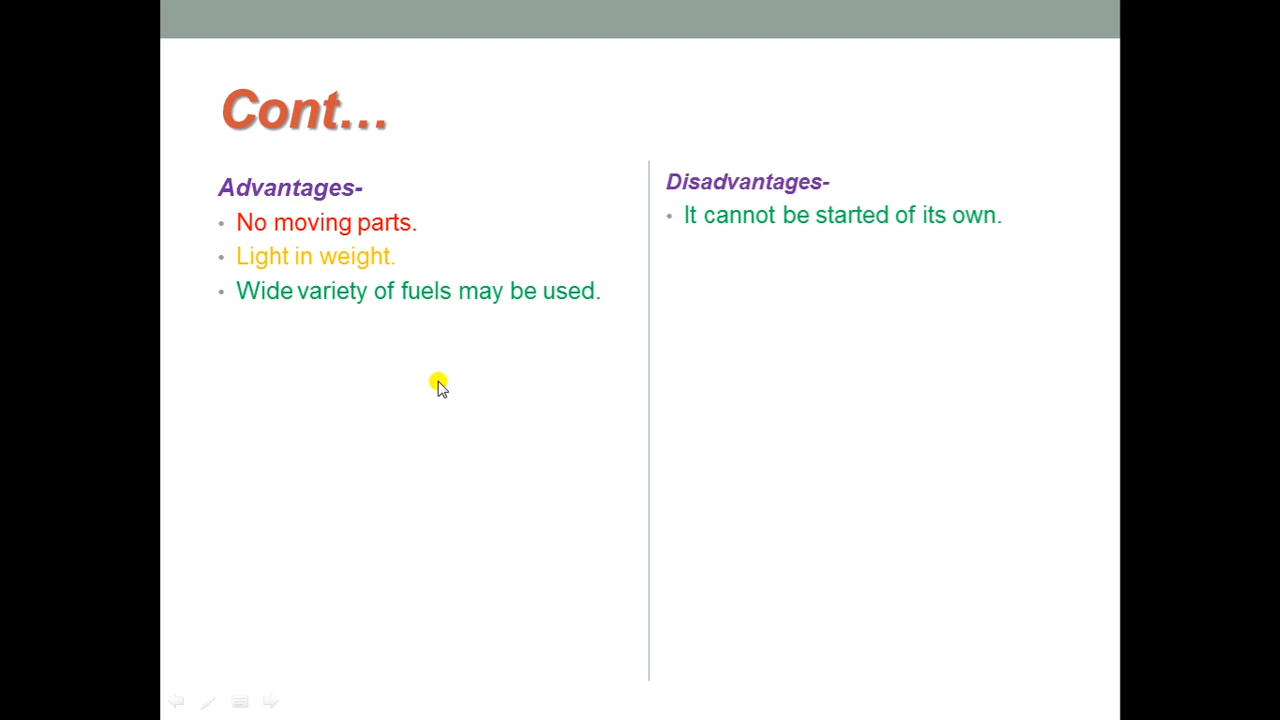 Cont...
Advantages-
• No moving parts.
• Light in weight.
• Wide variety of fuels may be used.
Disadvantages-
• It cannot be started of its own.